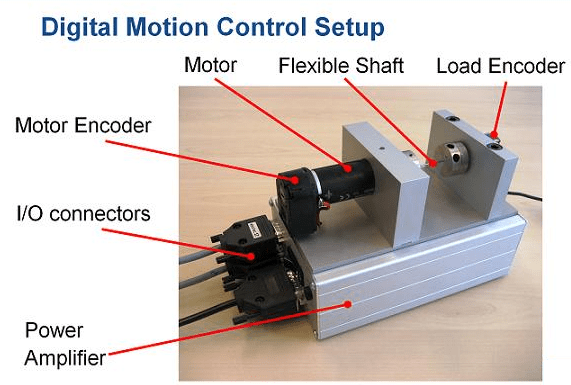 Digital Motion Control Setup
Motor
Flexible Shaft
Load Encoder
Motor Encoder
I/O connectors
Power
Amplifier